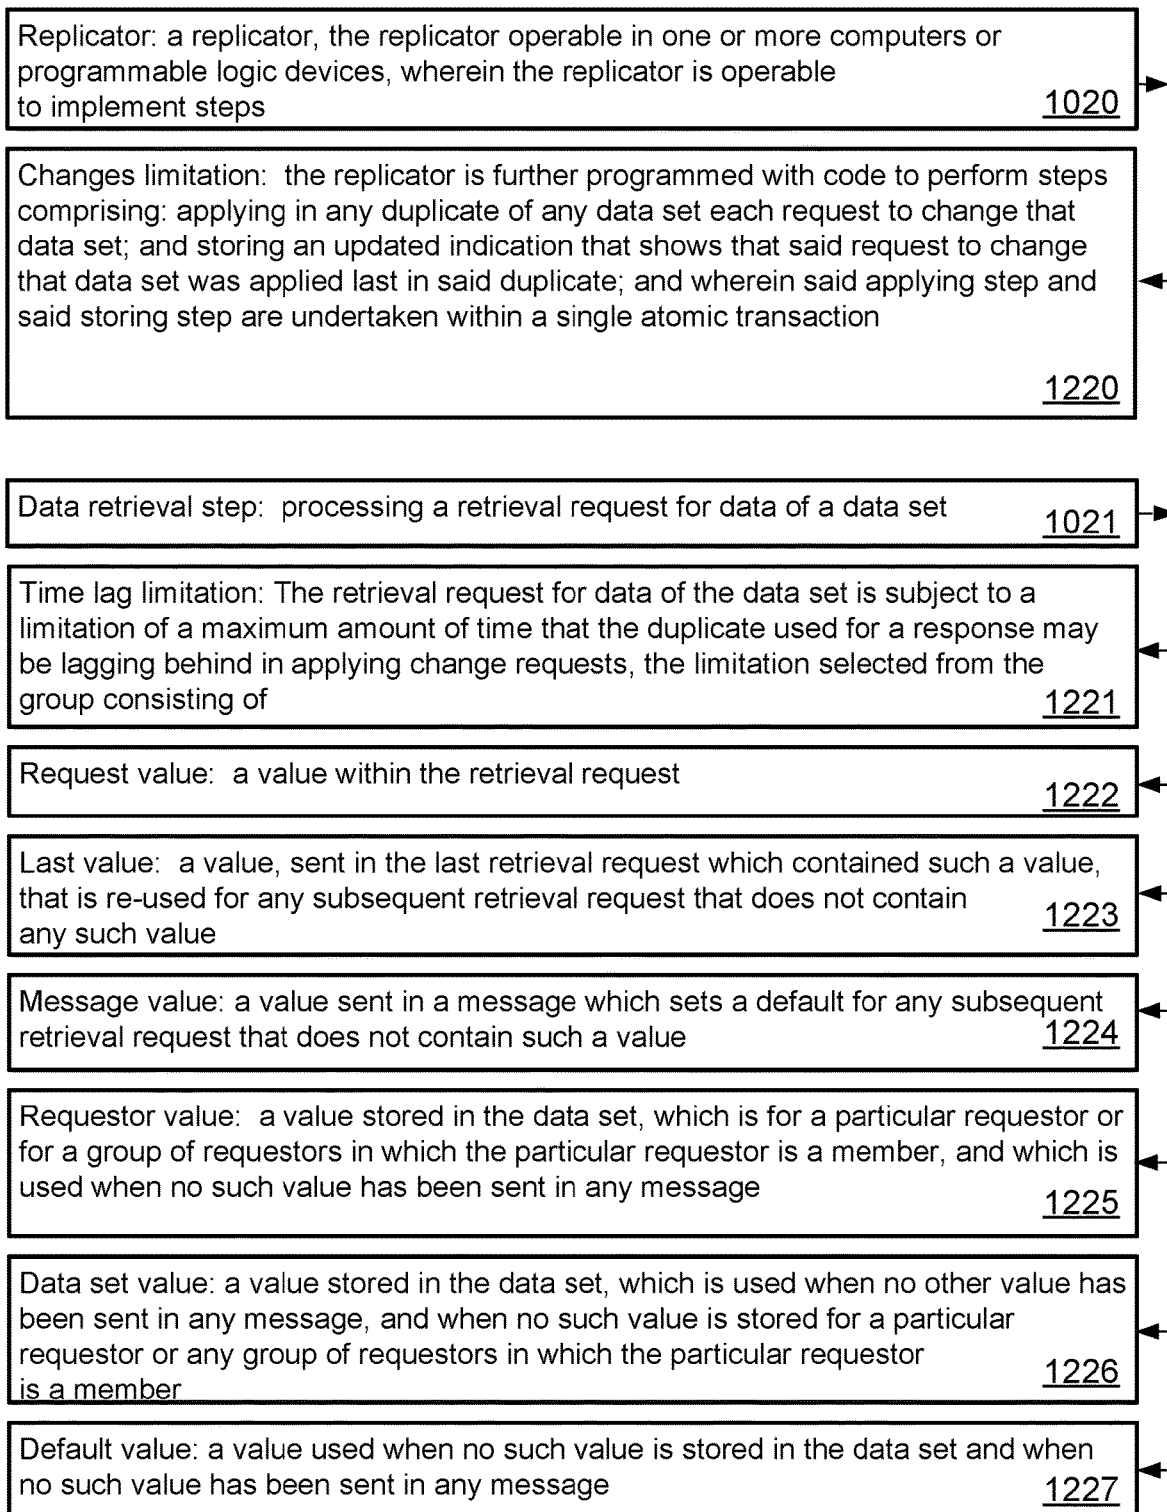 Replicator: a replicator, the replicator operable in one or more computers or
programmable logic devices, wherein the replicator is operable
to implement steps
1020
Changes limitation: the replicator is further programmed with code to perform steps
comprising: applying in any duplicate of any data set each request to change that
data set; and storing an updated indication that shows that said request to change
that data set was applied last in said duplicate; and wherein said applying step and
said storing step are undertaken within a single atomic transaction
1220
Data retrieval step: processing a retrieval request for data of a data set
1021
Time lag limitation: The retrieval request for data of the data set is subject to a
limitation of a maximum amount of time that the duplicate used for a response may
be lagging behind in applying change requests, the limitation selected from the
group consisting of
1221
Request value: a value within the retrieval request
1222
Last value: a value, sent in the last retrieval request which contained such a value,
that is re-used for any subsequent retrieval request that does not contain
any such value
1223
Message value: a value sent in a message which sets a default for any subsequent
retrieval request that does not contain such a value
1224
Requestor value: a value stored in the data set, which is for a particular requestor or
for a group of requestors in which the particular requestor is a member, and which is
used when no such value has been sent in any message
1225
Data set value: a value stored in the data set, which is used when no other value has
been sent in any message, and when no such value is stored for a particular
requestor or any group of requestors in which the particular requestor
is a member
1226
Default value: a value used when no such value is stored in the data set and when
no such value has been sent in any message
1227